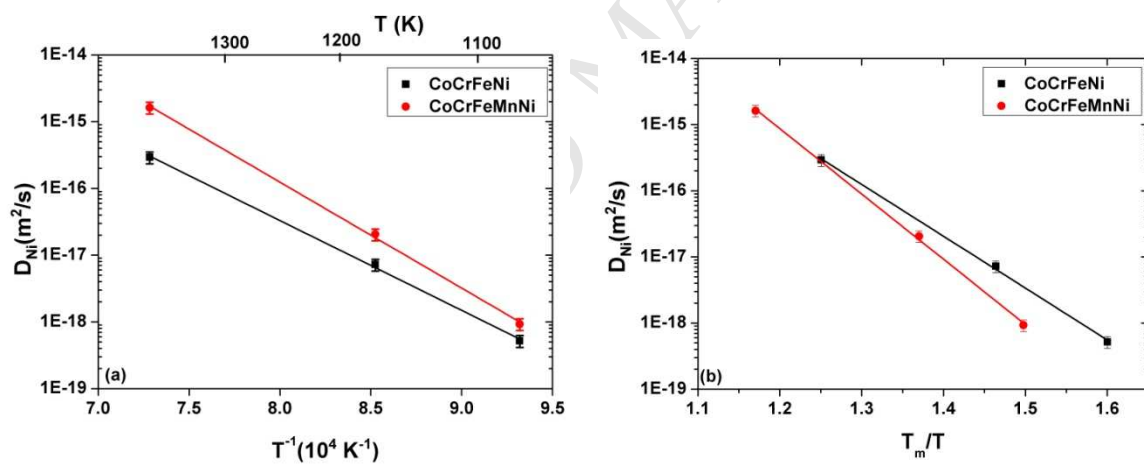 T (K)
1300 1200 1100
1E-14
1E-15
1E-16
1E-17
1E-18
1E-19
D_Ni(m²/s)
CoCrFeNi
CoCrFeMnNi
(a)
7.0 7.5 8.0 8.5 9.0 9.5
T⁻¹(10⁴ K⁻¹)
1E-14
1E-15
1E-16
1E-17
1E-18
1E-19
D_Ni(m²/s)
CoCrFeNi
CoCrFeMnNi
(b)
1.1 1.2 1.3 1.4 1.5 1.6
T_m/T